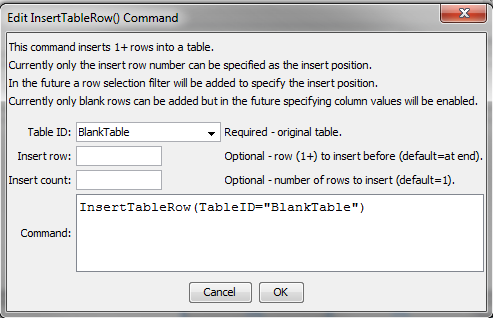 Edit InsertTableRow() Command
This command inserts 1+ rows into a table.
Currently only the insert row number can be specified as the insert position.
In the future a row selection filter will be added to specify the insert position.
Currently only blank rows can be added but in the future specifying column values will be enabled.
Table ID: BlankTable Required - original table.
Insert row: Optional - row (1+) to insert before (default=at end).
Insert count: Optional - number of rows to insert (default=1).
Command: InsertTableRow(TableID="BlankTable")
Cancel OK